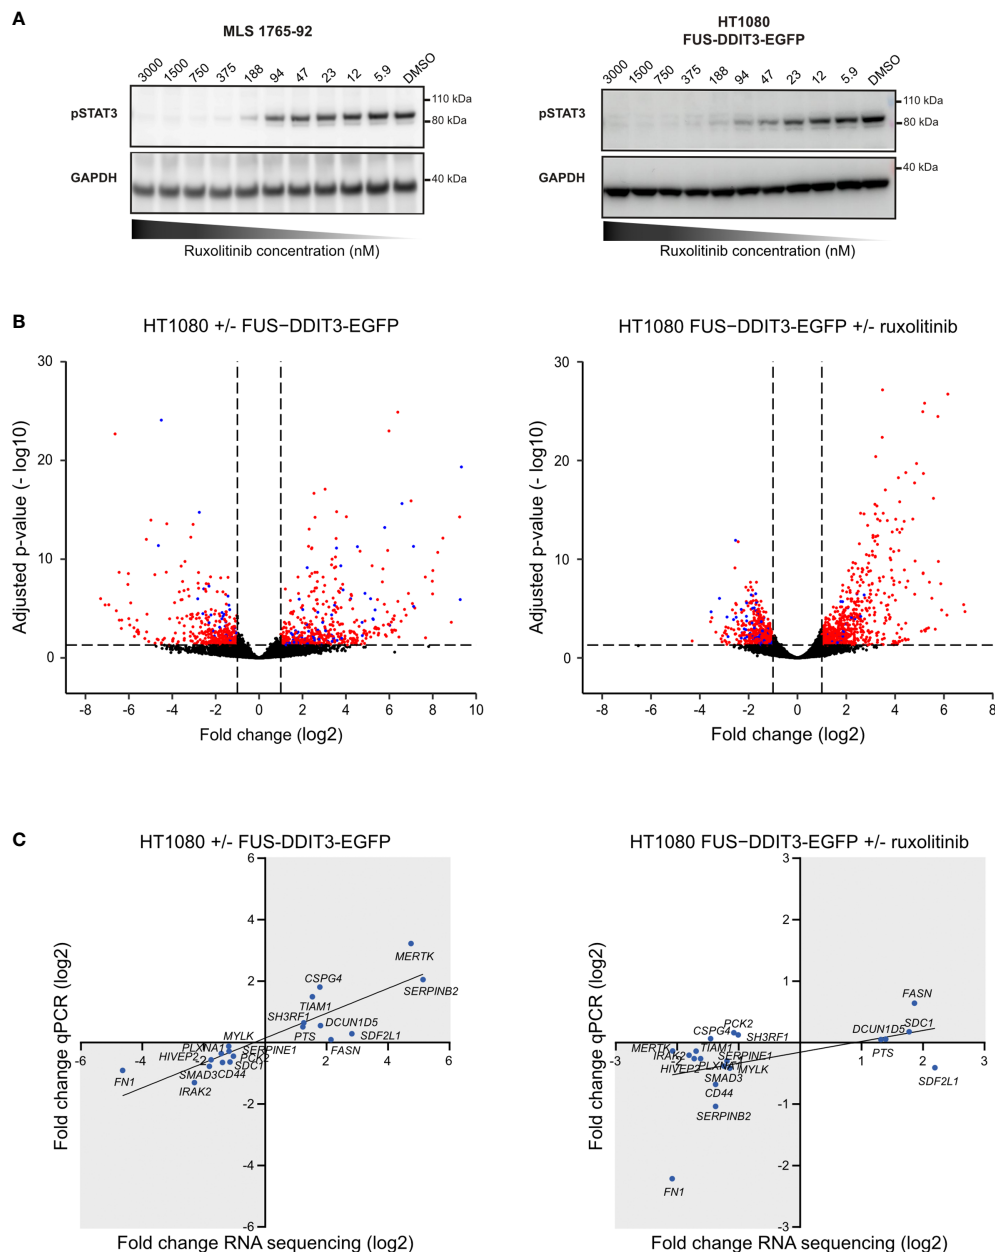 A
MLS 1765-92
3000 1500 750 375 188 94 47 23 12 5.9 DMSO
pSTAT3
110 kDa
80 kDa
GAPDH
40 kDa
Ruxolitinib concentration (nM)
HT1080
FUS-DDIT3-EGFP
3000 1500 750 375 188 94 47 23 12 5.9 DMSO
pSTAT3
110 kDa
80 kDa
GAPDH
40 kDa
Ruxolitinib concentration (nM)
B
HT1080 +/- FUS−DDIT3-EGFP
Adjusted p-value (- log10)
30
20
10
0
-8 -6 -4 -2 0 2 4 6 8 10
Fold change (log2)
HT1080 FUS−DDIT3-EGFP +/- ruxolitinib
Adjusted p-value (- log10)
30
20
10
0
-8 -6 -4 -2 0 2 4 6 8
Fold change (log2)
C
HT1080 +/- FUS-DDIT3-EGFP
Fold change qPCR (log2)
6
4
2
-2
-4
-6
-6 -4 -2 2 4 6
MERTK
CSPG4
SERPINB2
TIAM1
SH3RF1
DCUN1D5
PTS
SDF2L1
FASN
MYLK
PLXNA1
SERPINE1
HIVEP2
PCK2
SDC1
SMAD3
CD44
FN1
IRAK2
Fold change RNA sequencing (log2)
HT1080 FUS−DDIT3-EGFP +/- ruxolitinib
Fold change qPCR (log2)
3
2
1
-1
-2
-3
-3 -2 -1 1 2 3
FASN
PCK2
CSPG4
SH3RF1
DCUN1D5
SDC1
MERTK
TIAM1
PTS
IRAK2
SERPINE1
HIVEP2
PLXNA1
MYLK
SMAD3
SDF2L1
CD44
SERPINB2
FN1
Fold change RNA sequencing (log2)